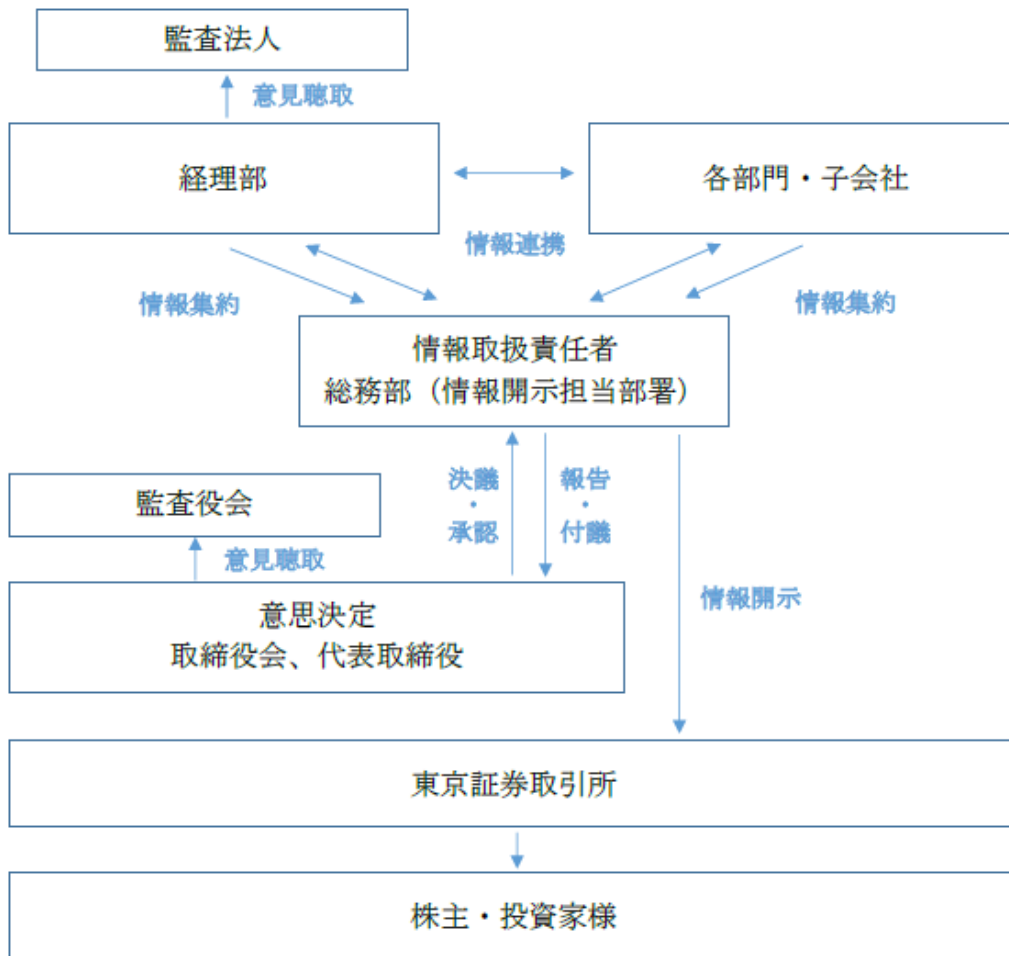 監査法人
意見聴取
経理部
各部門・子会社
情報連携
情報集約
情報集約
情報取扱責任者
総務部（情報開示担当部署）
決議
・
承認
報告
・
付議
監査役会
意見聴取
意思決定
取締役会、代表取締役
情報開示
東京証券取引所
株主・投資家様